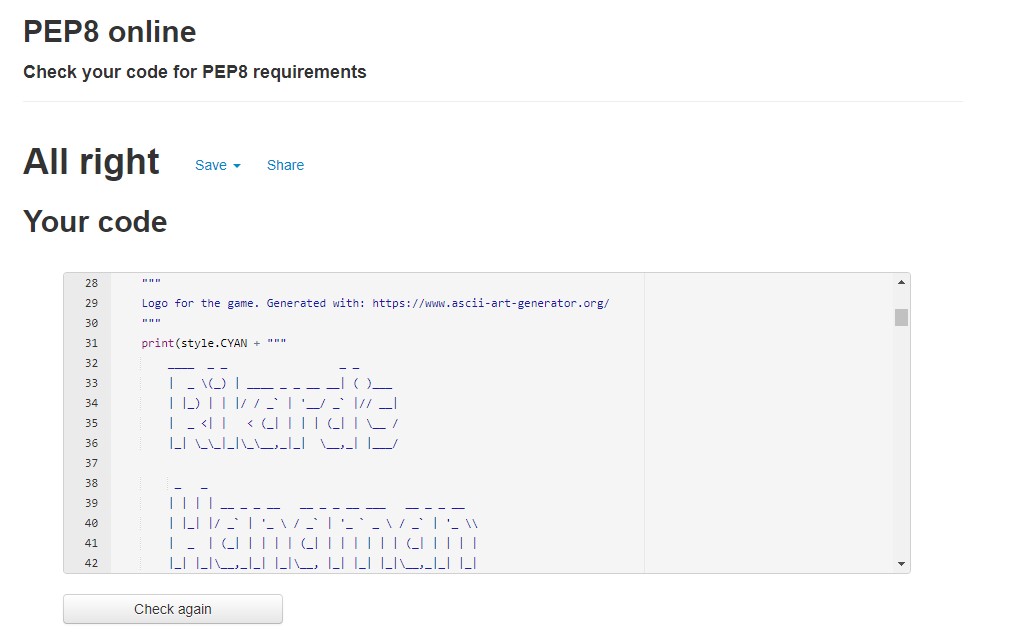 PEP8 online
Check your code for PEP8 requirements
All right Save Share
Your code
28 """
29 Logo for the game. Generated with: https://www.ascii-art-generator.org/
30 """
31 print(style.CYAN + """
32     ____  _ _                 _ _
33     |  _ \(_) | ____ _ _ __ __| ( )___
34     | |_) | | |/ / _` | '__/ _` |// __|
35     |  _ <| |   < (_| | | | (_| | \__ /
36     |_| \_\_|_|\_\__,_|_|  \__,_| |___/
37
38      _   _
39     | | | | __ _ _ __   __ _ _ __ ___   __ _ _ __
40     | |_| |/ _` | '_ \ / _` | '_ ` _ \ / _` | '_ \\
41     |  _  | (_| | | | | (_| | | | | | | (_| | | | |
42     |_| |_|\__,_|_| |_|\__, |_| |_| |_|\__,_|_| |_|
Check again